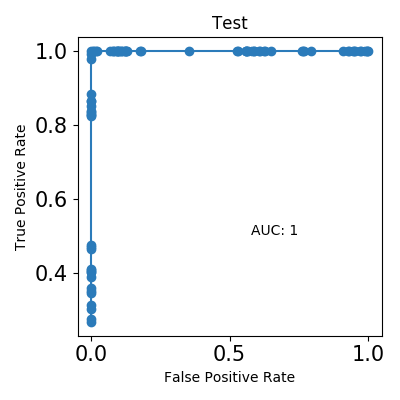 Test
1.0
0.8
0.6
0.4
True Positive Rate
AUC: 1
0.0 0.5 1.0
False Positive Rate